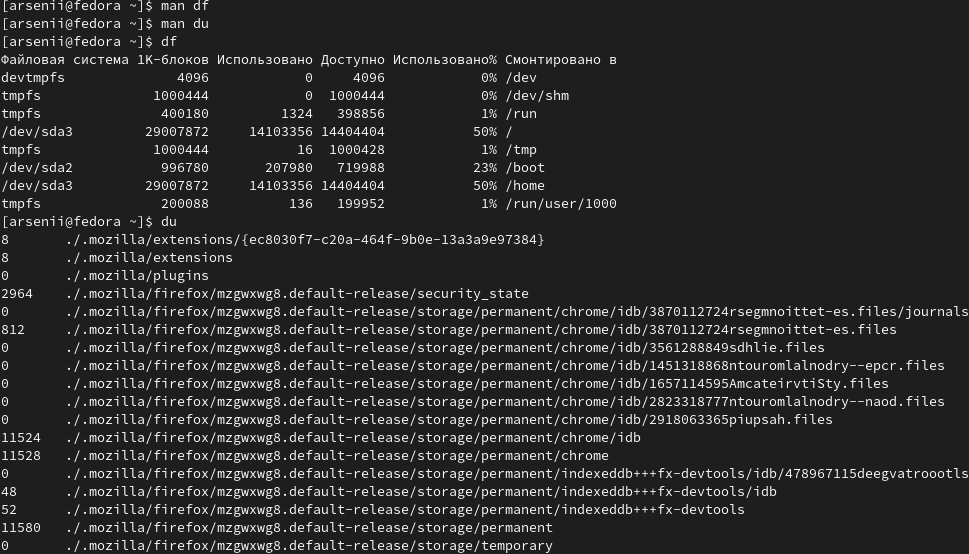 [arsenii@fedora ~]$ man df
[arsenii@fedora ~]$ man du
[arsenii@fedora ~]$ df
Файловая система 1K-блоков Использовано Доступно Использовано% Смонтировано в
devtmpfs 4096 0 4096 0% /dev
tmpfs 1000444 0 1000444 0% /dev/shm
tmpfs 400180 1324 398856 1% /run
/dev/sda3 29007872 14103356 14404404 50% /
tmpfs 1000444 16 1000428 1% /tmp
/dev/sda2 996780 207980 719988 23% /boot
/dev/sda3 29007872 14103356 14404404 50% /home
tmpfs 200088 136 199952 1% /run/user/1000
[arsenii@fedora ~]$ du
8 ./.mozilla/extensions/{ec8030f7-c20a-464f-9b0e-13a3a9e97384}
8 ./.mozilla/extensions
0 ./.mozilla/plugins
2964 ./.mozilla/firefox/mzgwxwg8.default-release/security_state
0 ./.mozilla/firefox/mzgwxwg8.default-release/storage/permanent/chrome/idb/3870112724rsegmnoittet-es.files/journals
812 ./.mozilla/firefox/mzgwxwg8.default-release/storage/permanent/chrome/idb/3870112724rsegmnoittet-es.files
0 ./.mozilla/firefox/mzgwxwg8.default-release/storage/permanent/chrome/idb/3561288849sdhlie.files
0 ./.mozilla/firefox/mzgwxwg8.default-release/storage/permanent/chrome/idb/1451318868ntouromlalnodry--epcr.files
0 ./.mozilla/firefox/mzgwxwg8.default-release/storage/permanent/chrome/idb/1657114595AmcateirvtiSty.files
0 ./.mozilla/firefox/mzgwxwg8.default-release/storage/permanent/chrome/idb/2823318777ntouromlalnodry--naod.files
0 ./.mozilla/firefox/mzgwxwg8.default-release/storage/permanent/chrome/idb/2918063365piupsah.files
11524 ./.mozilla/firefox/mzgwxwg8.default-release/storage/permanent/chrome/idb
11528 ./.mozilla/firefox/mzgwxwg8.default-release/storage/permanent/chrome
0 ./.mozilla/firefox/mzgwxwg8.default-release/storage/permanent/indexeddb+++fx-devtools/idb/478967115deegvatroootls
48 ./.mozilla/firefox/mzgwxwg8.default-release/storage/permanent/indexeddb+++fx-devtools/idb
52 ./.mozilla/firefox/mzgwxwg8.default-release/storage/permanent/indexeddb+++fx-devtools
11580 ./.mozilla/firefox/mzgwxwg8.default-release/storage/permanent
0 ./.mozilla/firefox/mzgwxwg8.default-release/storage/temporary